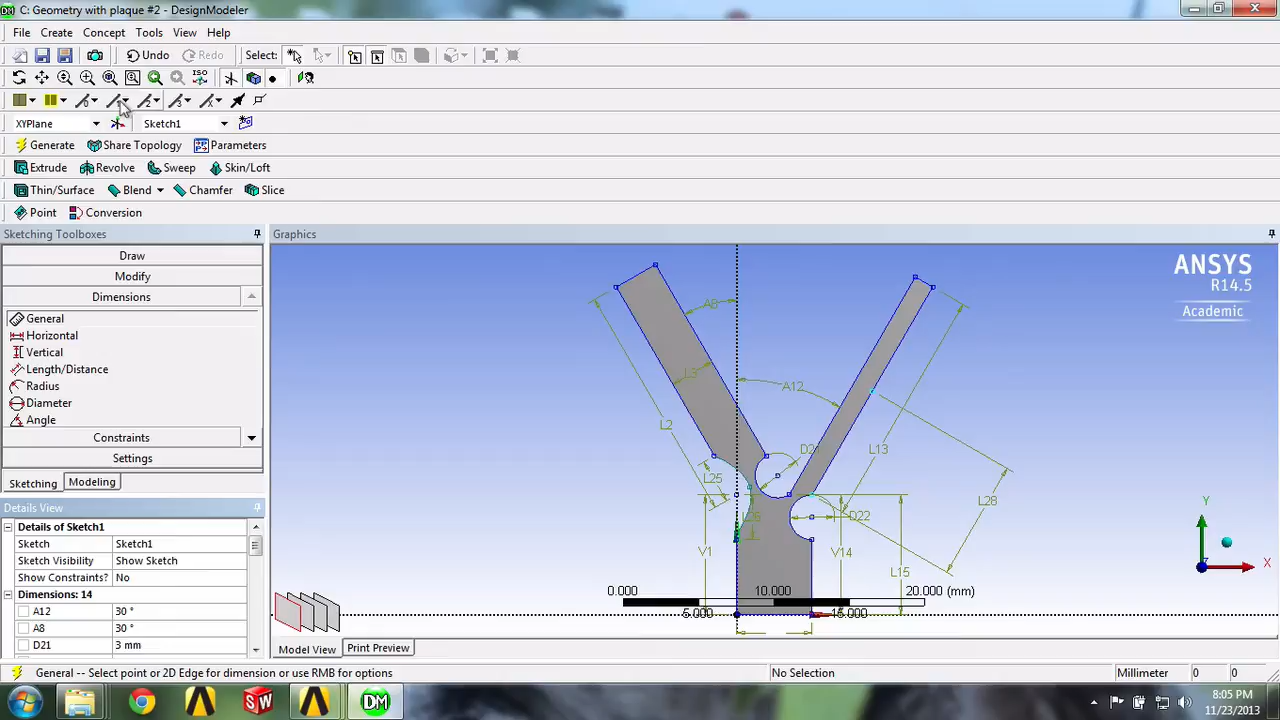 C: Geometry with plaque #2 - DesignModeler
File Create Concept Tools View Help
Undo Redo Select:
ISO
XYPlane Sketch1
Generate Share Topology Parameters
Extrude Revolve Sweep Skin/Loft
Thin/Surface Blend Chamfer Slice
Point Conversion
Sketching Toolboxes
Draw
Modify
Dimensions
General
Horizontal
Vertical
Length/Distance
Radius
Diameter
Angle
Constraints
Settings
Sketching Modeling
Details View
Details of Sketch1
Sketch Sketch1
Sketch Visibility Show Sketch
Show Constraints? No
Dimensions: 14
A12 30 °
A8 30 °
D21 3 mm
Graphics
ANSYS
R14.5
Academic
A8
L3
A12
L2
L13
L25
L28
D22
V1
V14
L15
0.000 10.000 20.000 (mm)
5.000 15.000
Y
X
Model View Print Preview
General -- Select point or 2D Edge for dimension or use RMB for options
No Selection
Millimeter 0 0
SW
DM
8:05 PM
11/23/2013